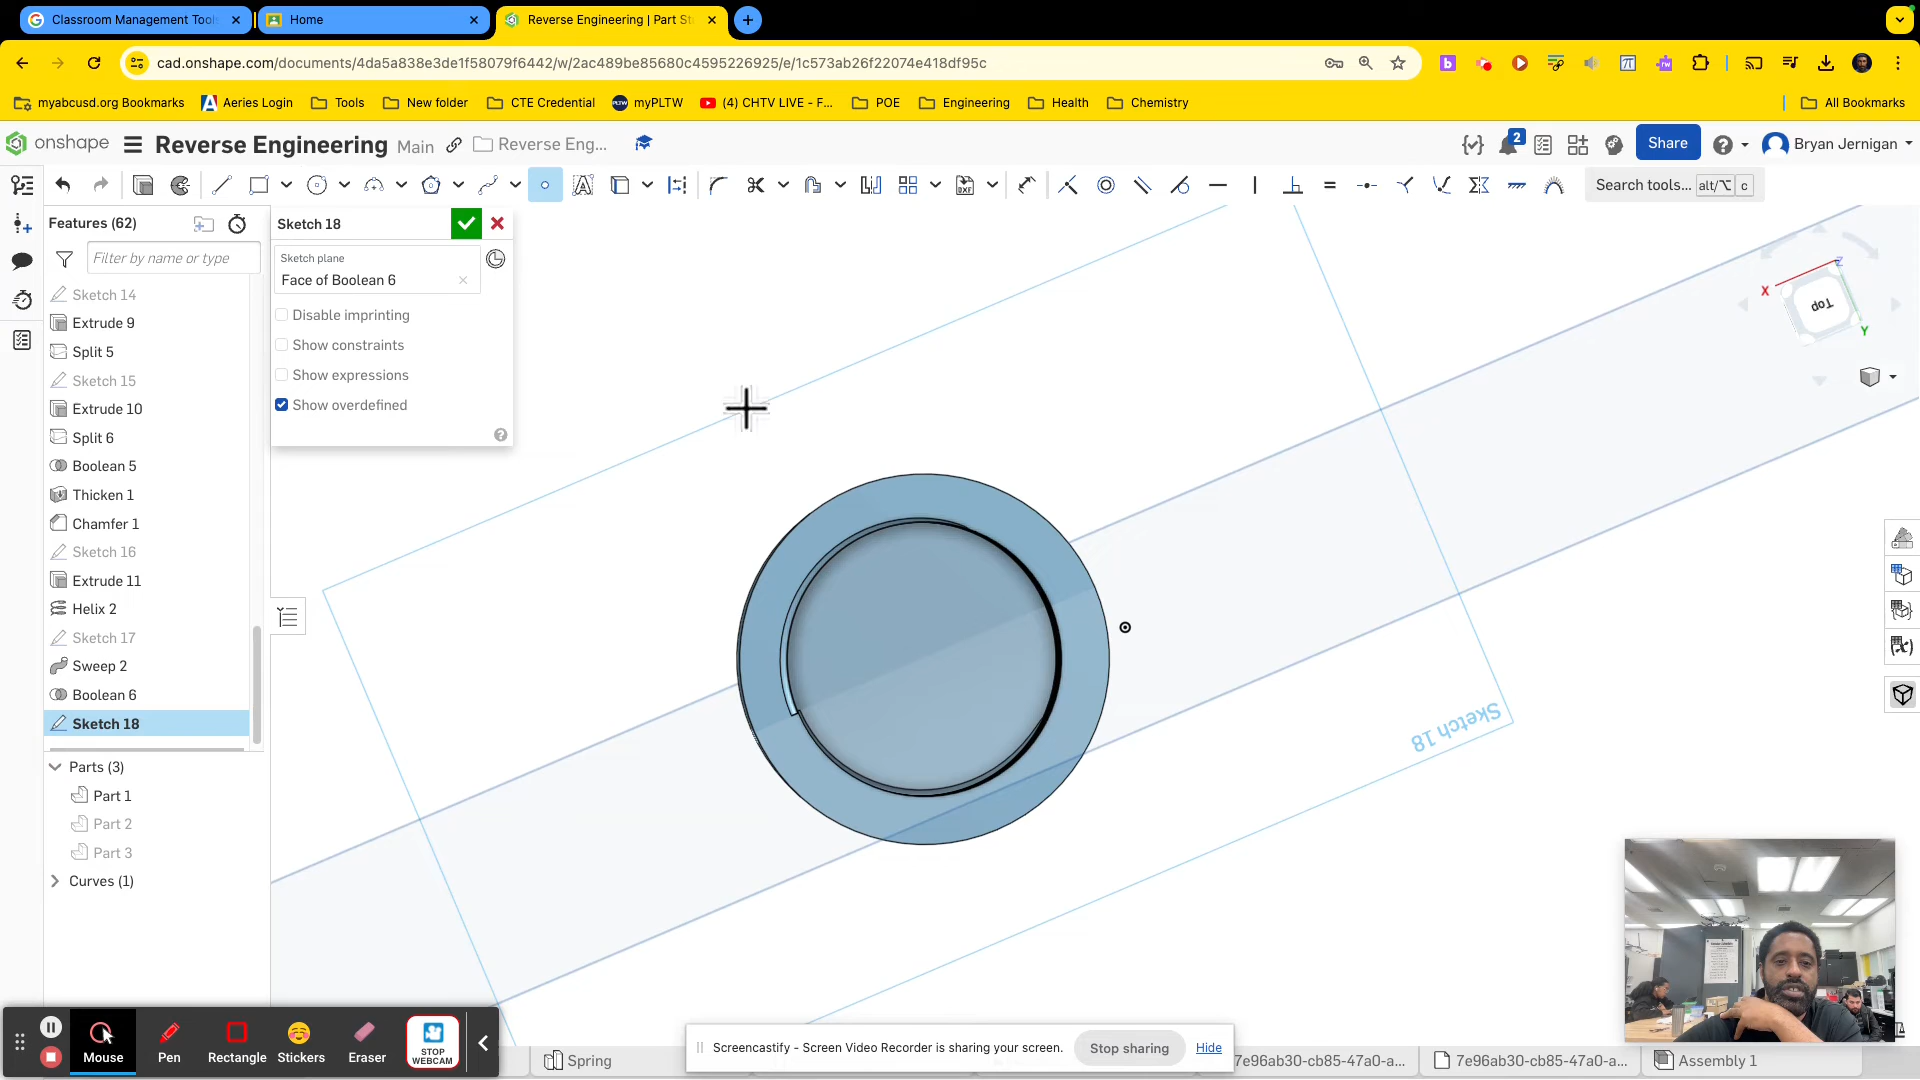 Classroom Management Tool
Home
Reverse Engineering | Part St
cad.onshape.com/documents/4da5a838e3de1f58079f6442/w/2ac489be85680c4595226925/e/1c573ab26f22074e418df95c
myabcusd.org Bookmarks
Aeries Login
Tools
New folder
CTE Credential
myPLTW
(4) CHTV LIVE - F...
POE
Engineering
Health
Chemistry
All Bookmarks
onshape
Reverse Engineering
Main
Reverse Eng...
2
Share
Bryan Jernigan
Search tools...
alt/⌥
c
Features (62)
Filter by name or type
Sketch 14
Extrude 9
Split 5
Sketch 15
Extrude 10
Split 6
Boolean 5
Thicken 1
Chamfer 1
Sketch 16
Extrude 11
Helix 2
Sketch 17
Sweep 2
Boolean 6
Sketch 18
Parts (3)
Part 1
Part 2
Part 3
Curves (1)
Sketch 18
Sketch plane
Face of Boolean 6
Disable imprinting
Show constraints
Show expressions
Show overdefined
Z
X
Top
Y
Sketch 18
Mouse
Pen
Rectangle
Stickers
Eraser
STOP
WEBCAM
Spring
Screencastify - Screen Video Recorder is sharing your screen.
Stop sharing
Hide
7e96ab30-cb85-47a0-a...
7e96ab30-cb85-47a0-a...
Assembly 1